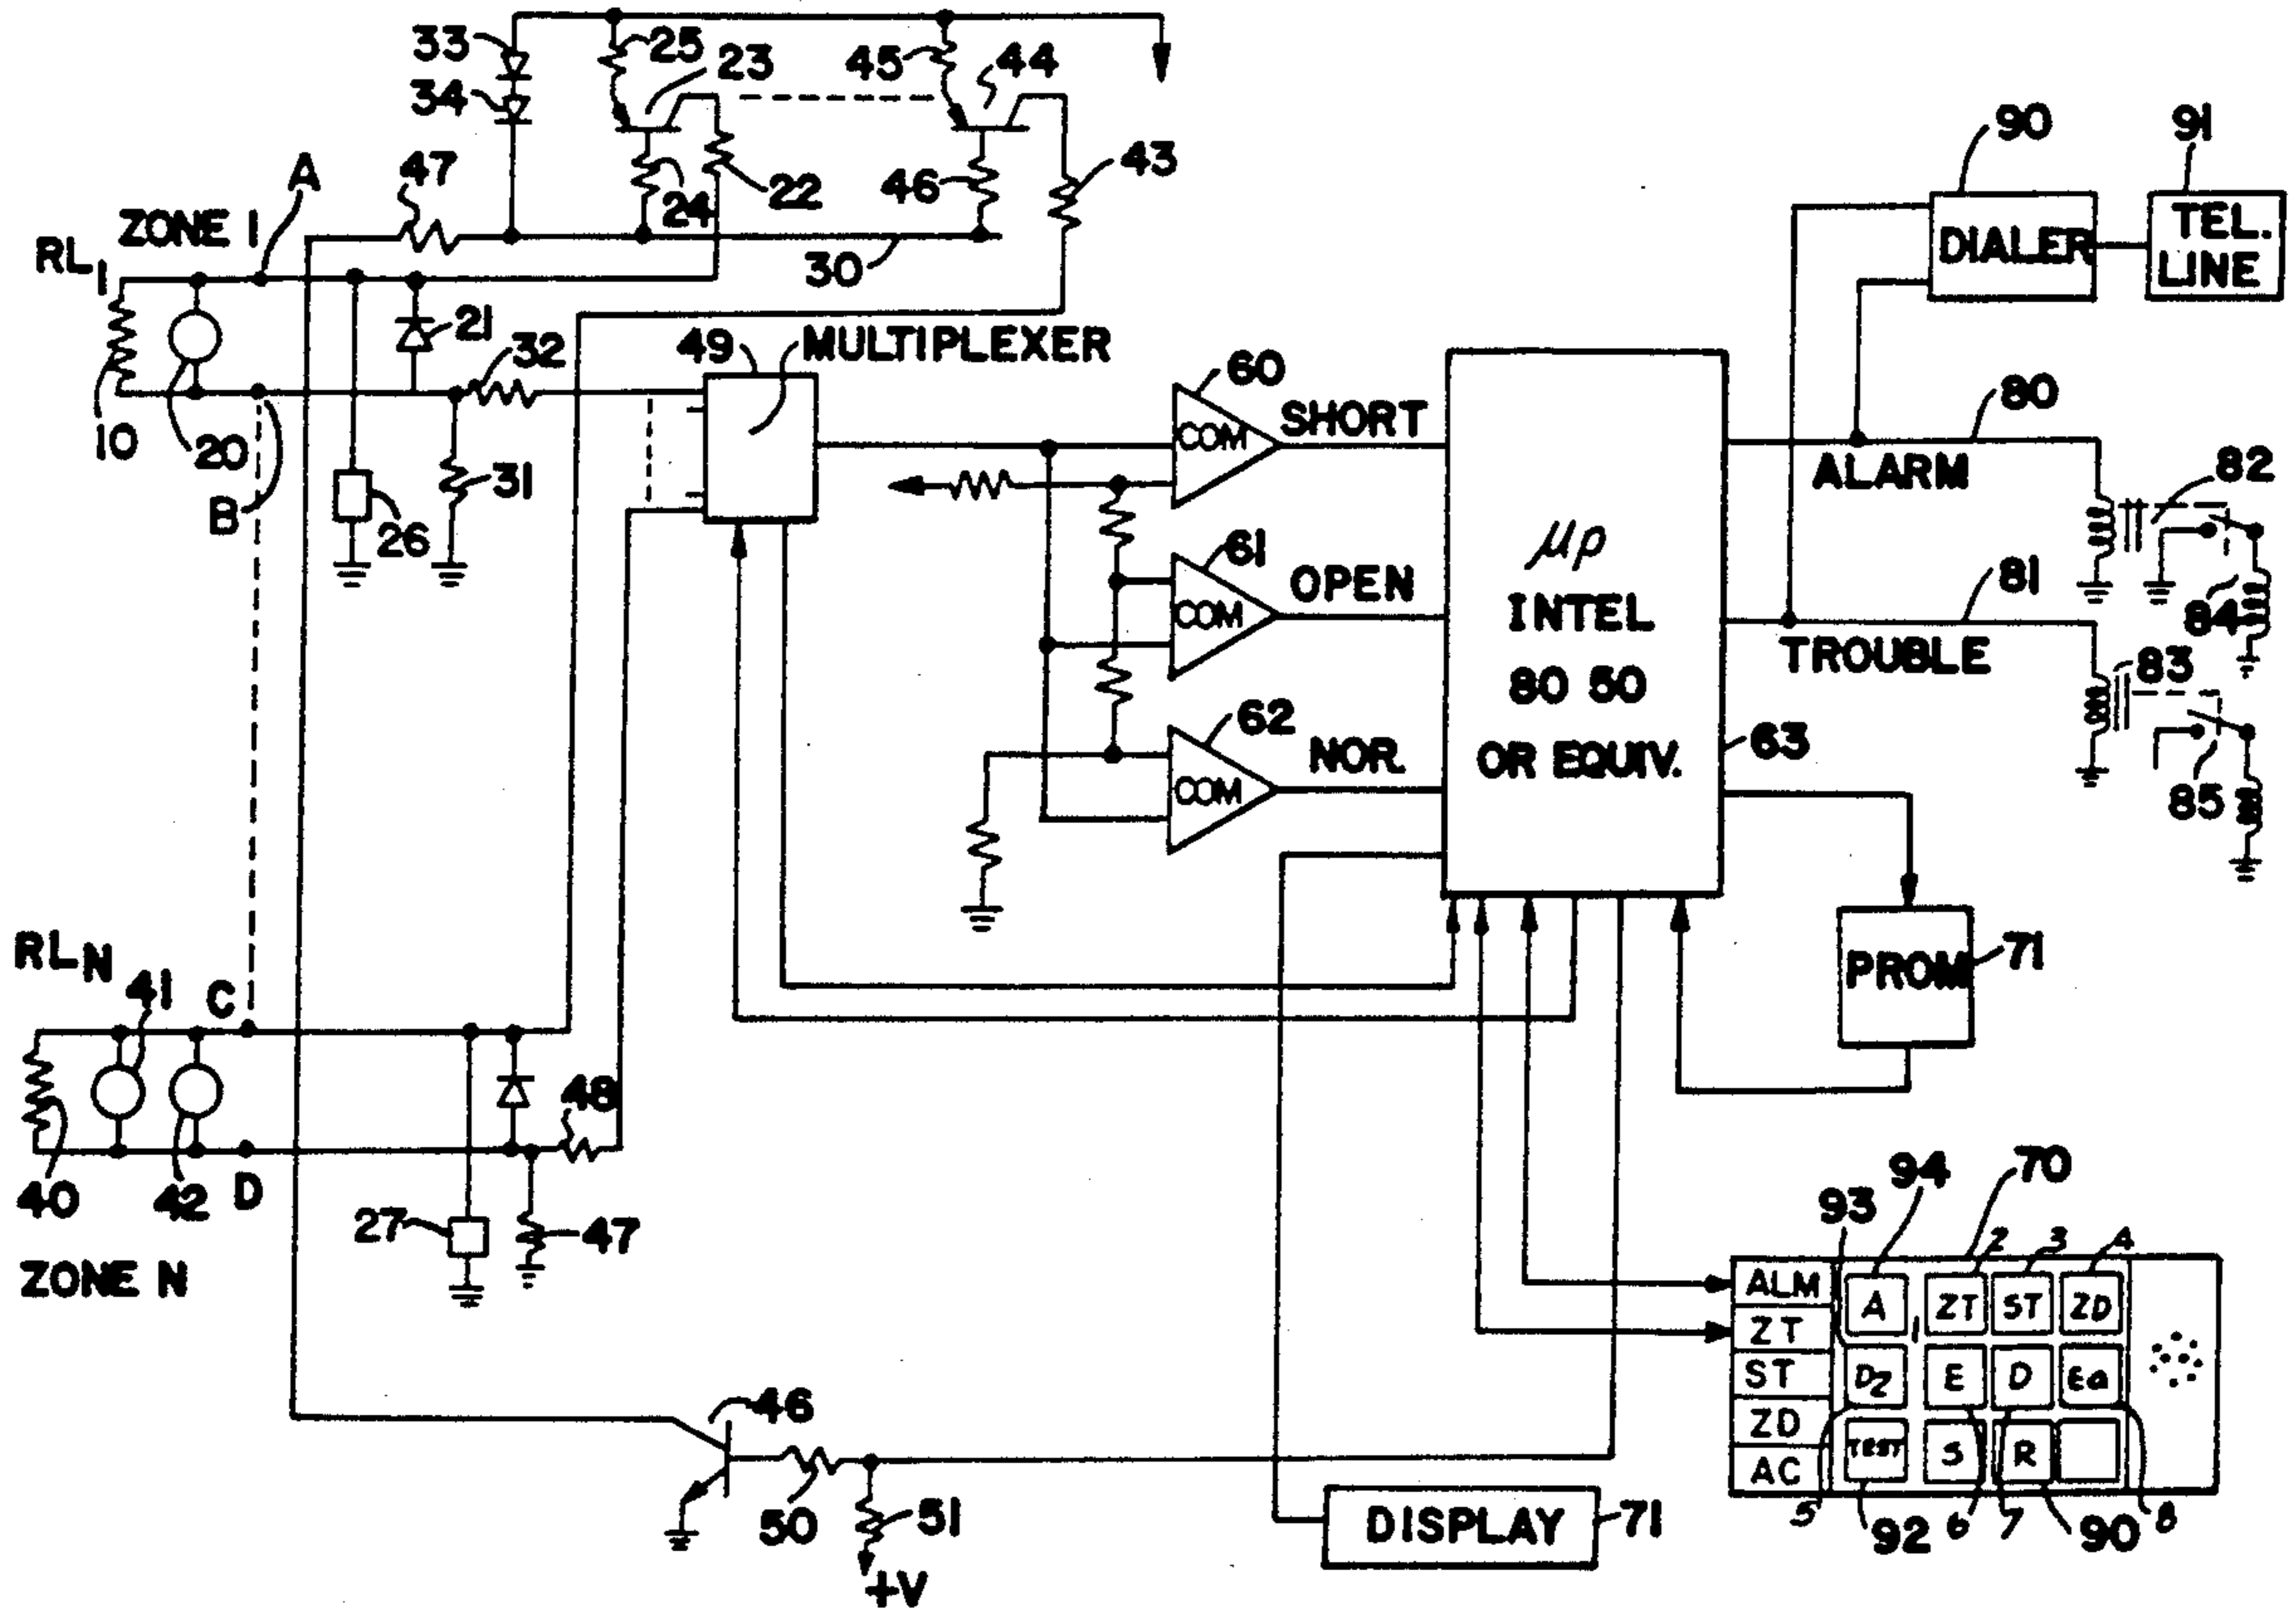 33
25
23
45
44
34
47
A
24
22
46
43
90
91
ZONE 1
RL1
30
DIALER
TEL.
LINE
21
32
49
MULTIPLEXER
60
COM
SHORT
80
10
20
31
ALARM
82
B
26
μp
INTEL
80 50
OR EQUIV.
61
COM
OPEN
81
84
TROUBLE
83
62
COM
NOR.
63
85
RLN
41
C
PROM
71
48
40
42
D
27
47
ZONE N
94
70
93
2
3
4
ALM
A
ZT
ST
ZD
ZT
1
ST
DZ
E
D
Ea
ZD
TEST
S
R
AC
46
50
51
+V
DISPLAY
71
5
92
6
7
90
8